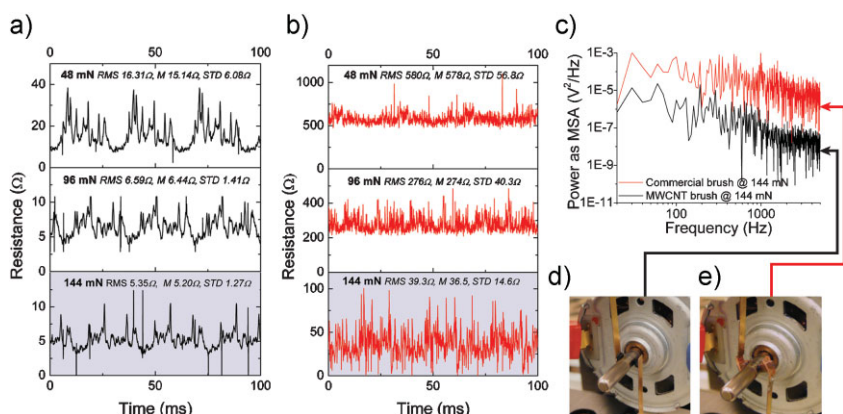 a)
0 50 100
48 mN RMS 16.31Ω, M 15.14Ω, STD 6.08Ω
40
20
0
96 mN RMS 6.59Ω, M 6.44Ω, STD 1.41Ω
10
5
0
144 mN RMS 5.35Ω, M 5.20Ω, STD 1.27Ω
10
5
0
0 50 100
Resistance (Ω)
Time (ms)
b)
0 50 100
48 mN RMS 580Ω, M 578Ω, STD 56.8Ω
1000
500
0
96 mN RMS 276Ω, M 274Ω, STD 40.3Ω
400
200
0
144 mN RMS 39.3Ω, M 36.5, STD 14.6Ω
100
50
0
0 50 100
Resistance (Ω)
Time (ms)
c)
Power as MSA (V²/Hz)
1E-3
1E-5
1E-7
1E-9
1E-11
Commercial brush @ 144 mN
MWCNT brush @ 144 mN
100 1000
Frequency (Hz)
d)
e)